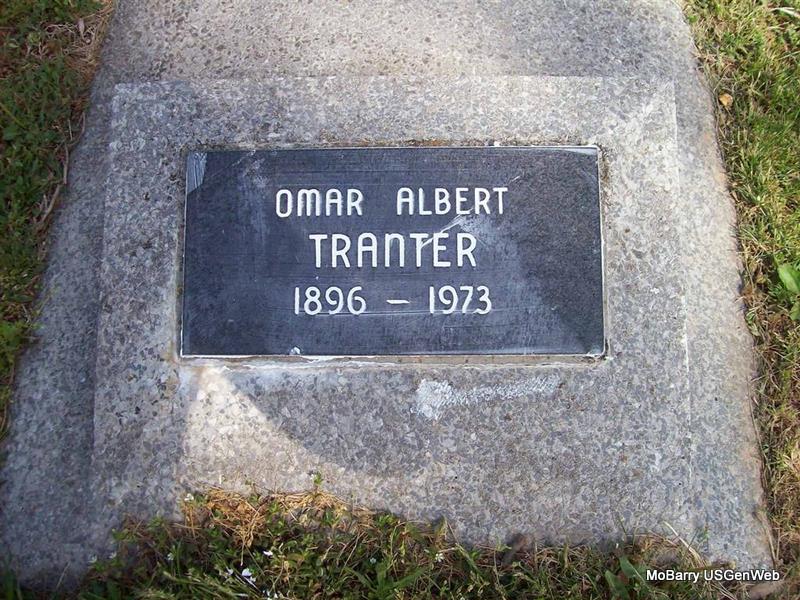 OMAR ALBERT
TRANTER
1896 – 1973
MoBarry USGenWeb